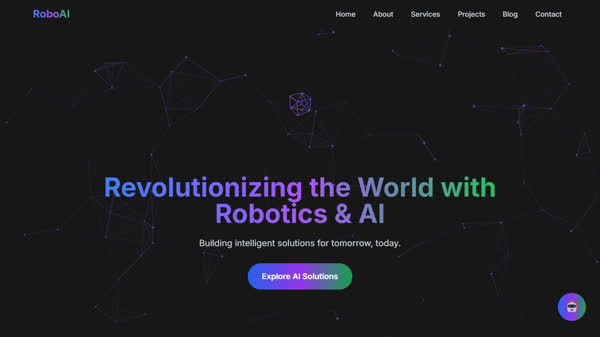 RoboAI
Home About Services Projects Blog Contact
Revolutionizing the World with
Robotics & AI
Building intelligent solutions for tomorrow, today.
Explore AI Solutions